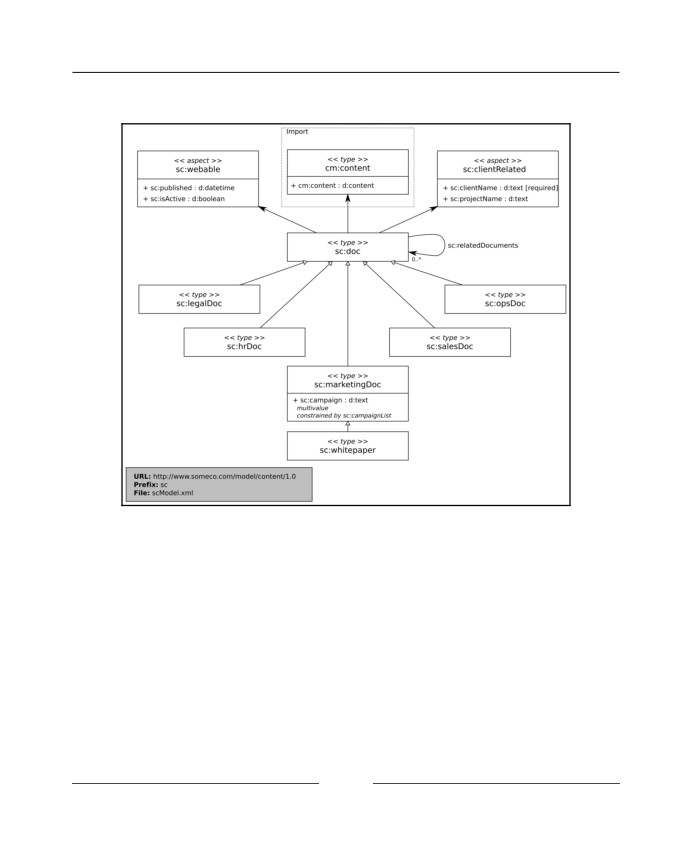 Import
<< aspect >>
sc:webable
+ sc:published : d:datetime
+ sc:isActive : d:boolean
<< type >>
cm:content
+ cm:content : d:content
<< aspect >>
sc:clientRelated
+ sc:clientName : d:text [required]
+ sc:projectName : d:text
<< type >>
sc:doc
sc:relatedDocuments
0..*
<< type >>
sc:legalDoc
<< type >>
sc:opsDoc
<< type >>
sc:hrDoc
<< type >>
sc:salesDoc
<< type >>
sc:marketingDoc
+ sc:campaign : d:text
multivalue
constrained by sc:campaignList
<< type >>
sc:whitepaper
URL: http://www.someco.com/model/content/1.0
Prefix: sc
File: scModel.xml